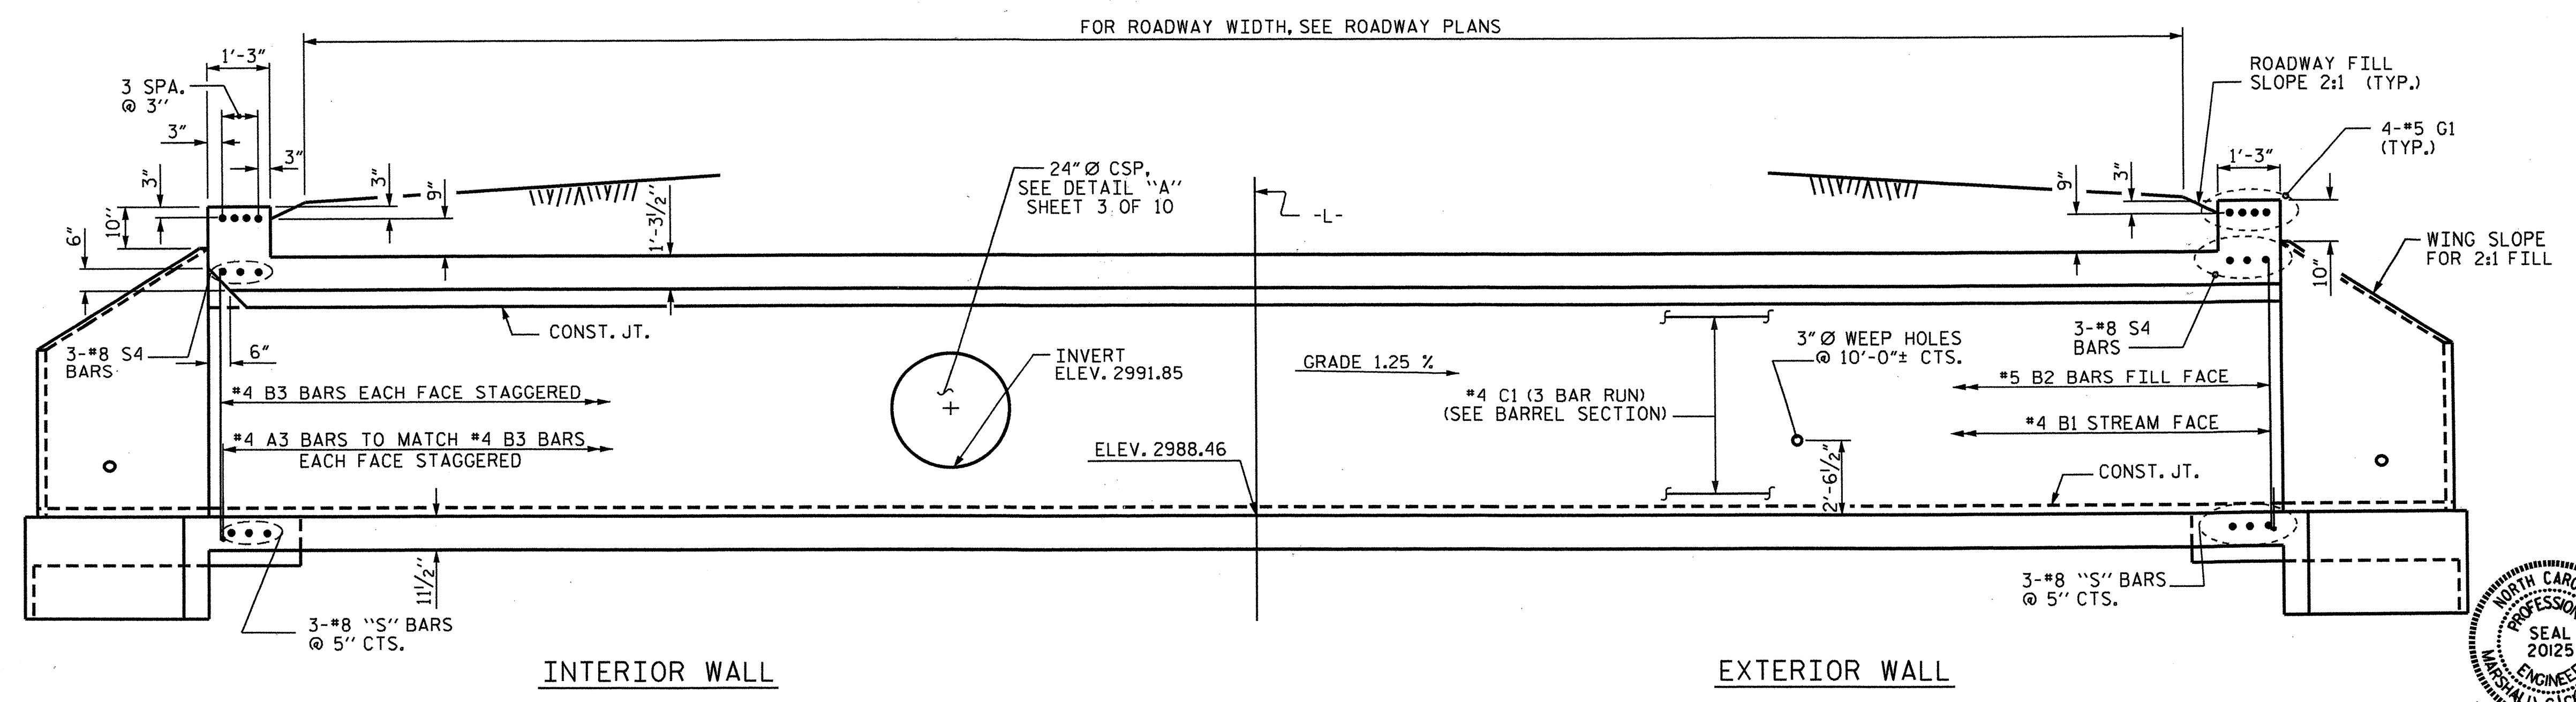 FOR ROADWAY WIDTH, SEE ROADWAY PLANS
1'-3"
3 SPA.
@ 3"
3"
3"
3"
10"
6"
3"
9"
1'-3½"
24" Ø CSP,
SEE DETAIL "A"
SHEET 3 OF 10
-L-
ROADWAY FILL
SLOPE 2:1 (TYP.)
4-#5 G1
(TYP.)
1'-3"
9"
3"
10"
WING SLOPE
FOR 2:1 FILL
CONST. JT.
3-#8 S4
BARS
6"
INVERT
ELEV. 2991.85
GRADE 1.25 %
3" Ø WEEP HOLES
@ 10'-0"± CTS.
3-#8 S4
BARS
#4 B3 BARS EACH FACE STAGGERED
#4 C1 (3 BAR RUN)
(SEE BARREL SECTION)
#5 B2 BARS FILL FACE
#4 A3 BARS TO MATCH #4 B3 BARS
EACH FACE STAGGERED
ELEV. 2988.46
#4 B1 STREAM FACE
2'-6½"
CONST. JT.
11½"
3-#8 "S" BARS
@ 5" CTS.
3-#8 "S" BARS
@ 5" CTS.
INTERIOR WALL
EXTERIOR WALL
NORTH
SEAL
20125